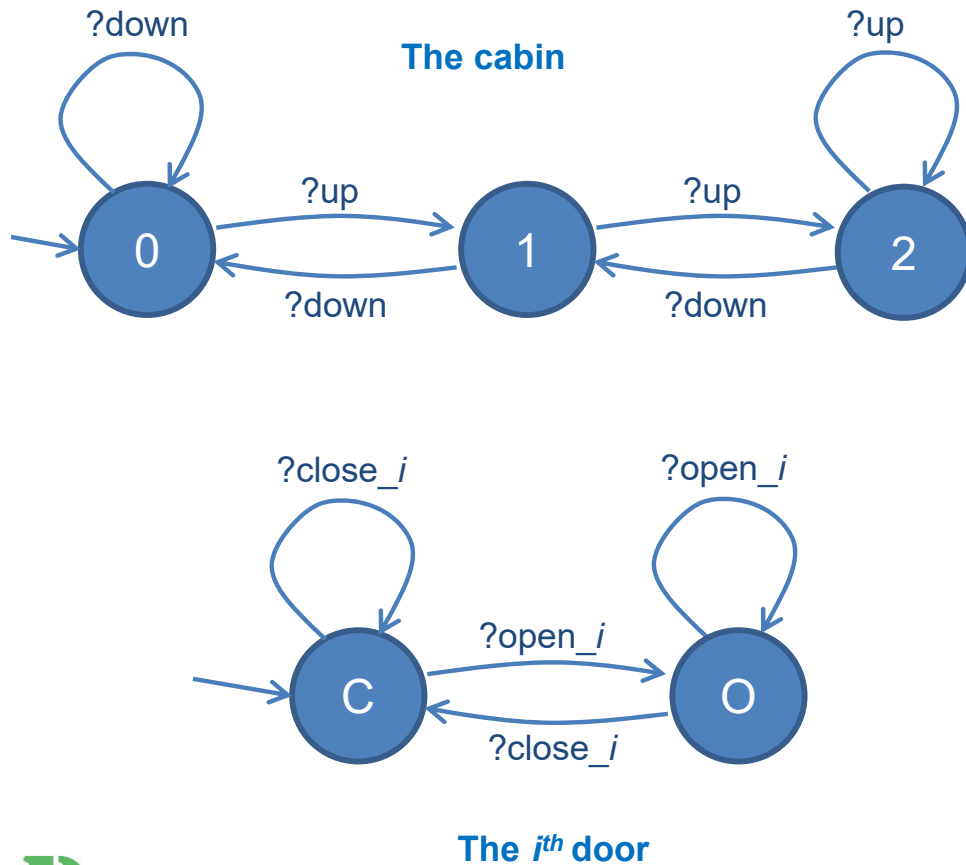 ?down
The cabin
?up
?up
?up
0
1
2
?down
?down
?close_i
?open_i
?open_i
C
O
?close_i
The ith door